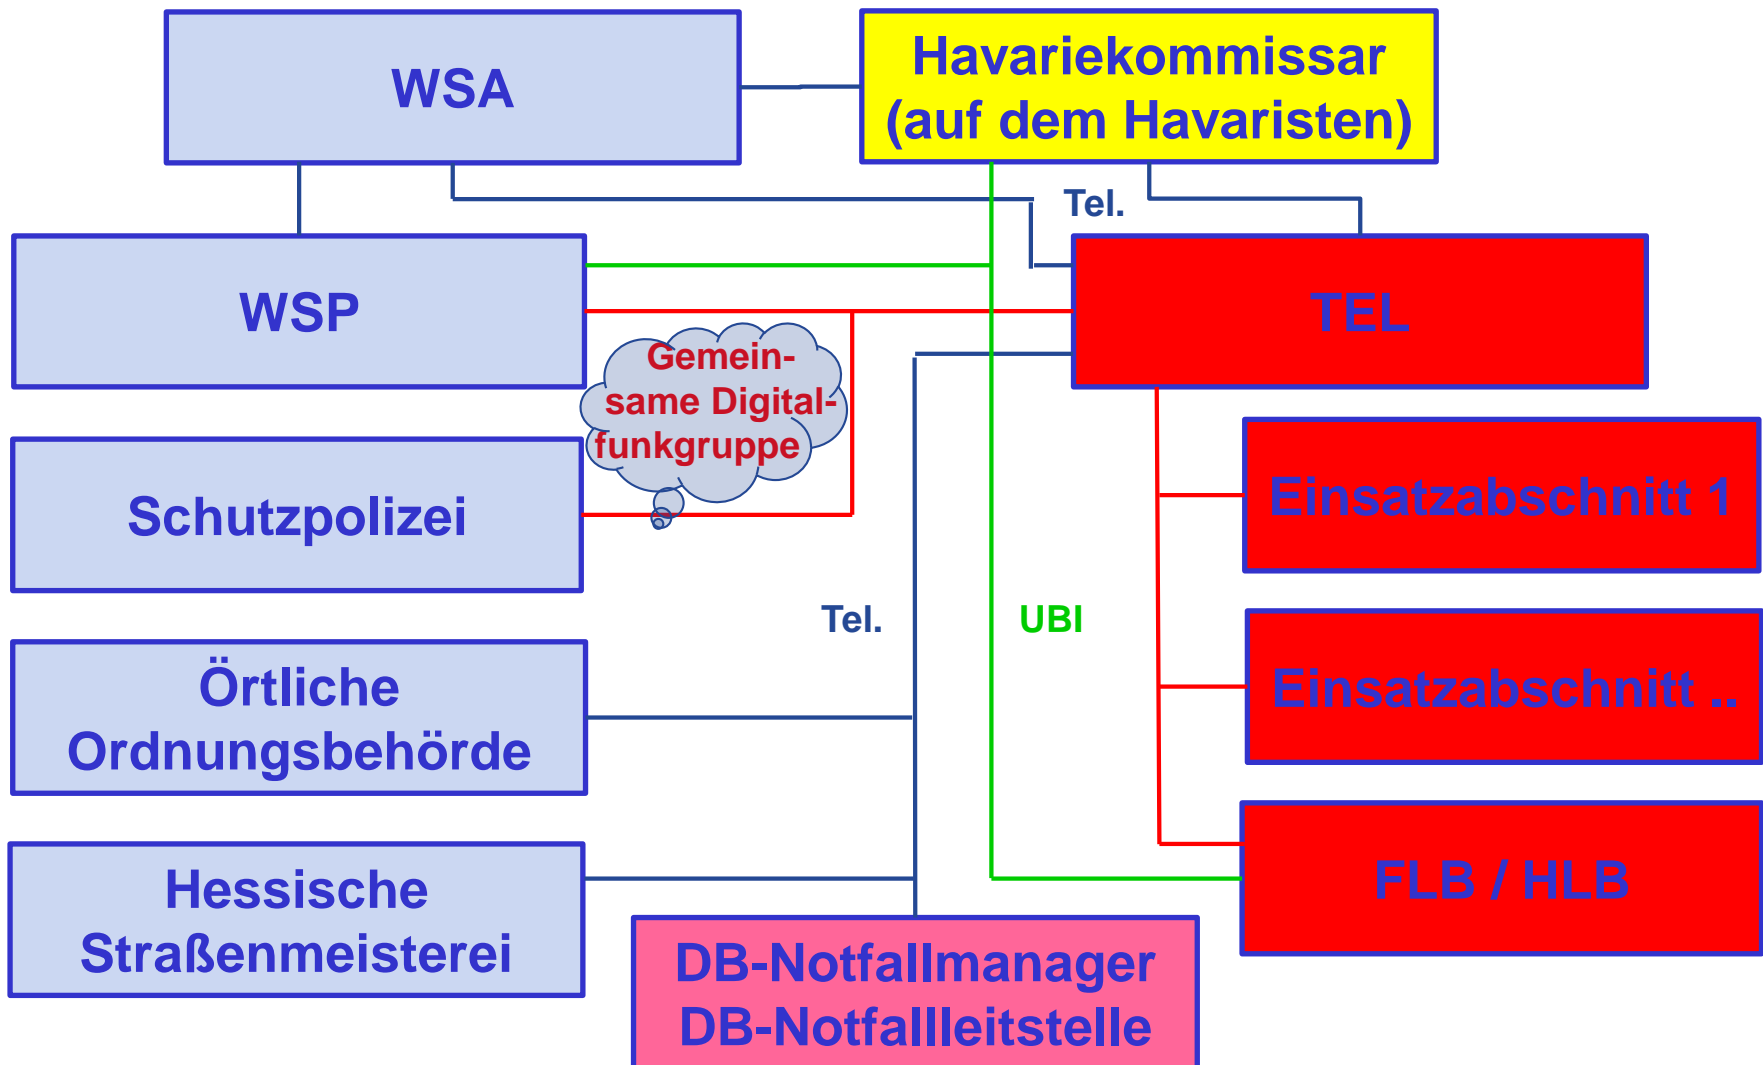 WSA
Havariekommissar
(auf dem Havaristen)
Tel.
WSP
TEL
Gemein-
same Digital-
funkgruppe
Schutzpolizei
Einsatzabschnitt 1
Tel.
UBI
Örtliche
Ordnungsbehörde
Einsatzabschnitt ..
Hessische
Straßenmeisterei
FLB / HLB
DB-Notfallmanager
DB-Notfallleitstelle